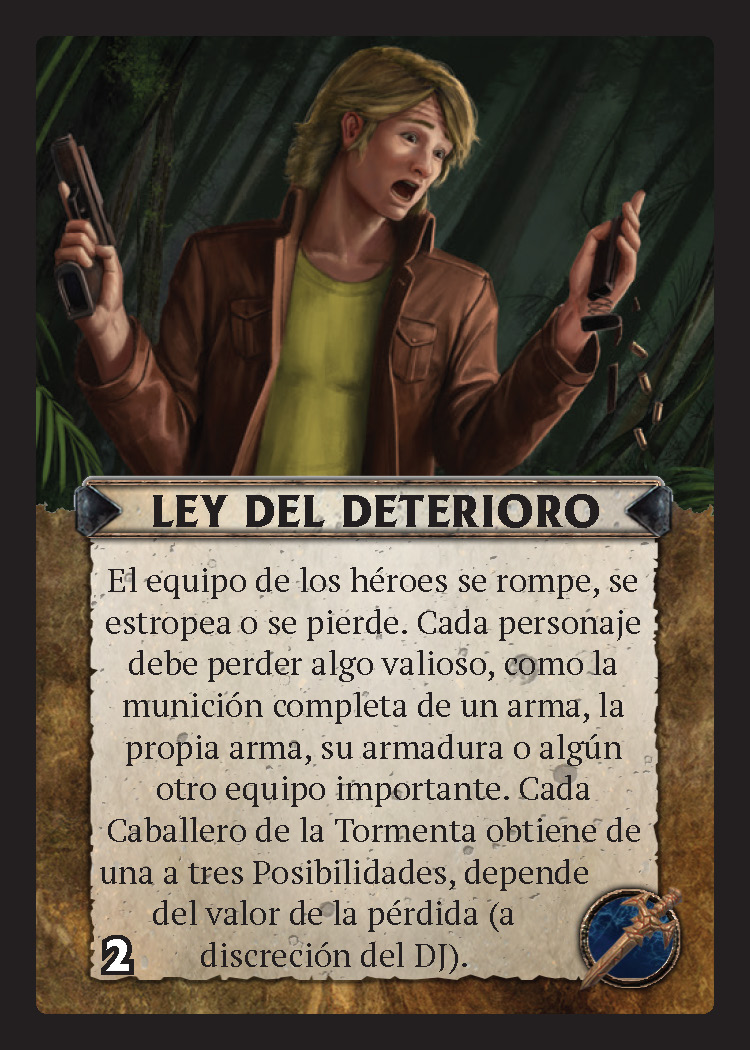 LEY DEL DETERIORO
El equipo de los héroes se rompe, se
estropea o se pierde. Cada personaje
debe perder algo valioso, como la
munición completa de un arma, la
propia arma, su armadura o algún
otro equipo importante. Cada
Caballero de la Tormenta obtiene de
una a tres Posibilidades, depende
del valor de la pérdida (a
discreción del DJ).
2